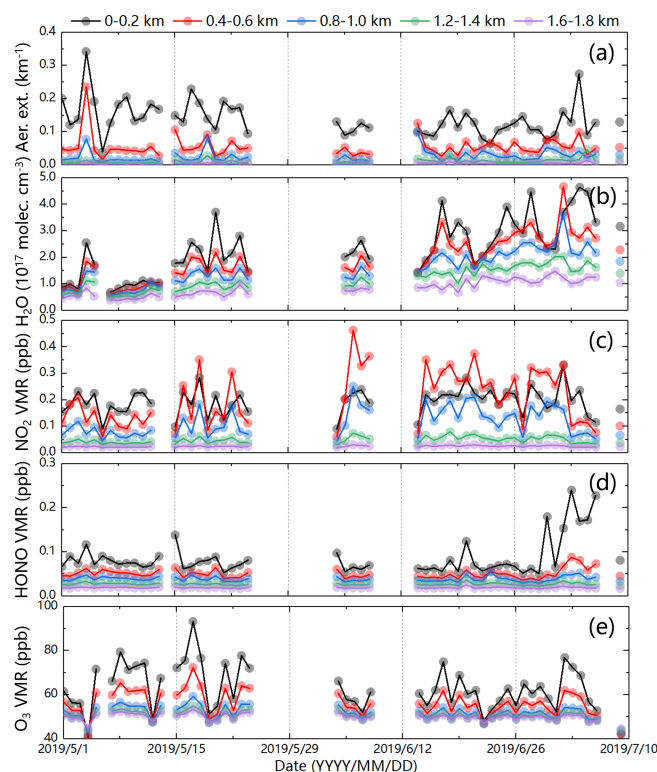 0-0.2 km 0.4-0.6 km 0.8-1.0 km 1.2-1.4 km 1.6-1.8 km
(a)
Aer. ext. (km⁻¹)
0.4
0.3
0.2
0.1
0.0
(b)
H₂O (10¹⁷ molec. cm⁻³)
5.0
4.0
3.0
2.0
1.0
0.0
(c)
NO₂ VMR (ppb)
0.5
0.4
0.3
0.2
0.1
0.0
(d)
HONO VMR (ppb)
0.3
0.2
0.1
0.0
(e)
O₃ VMR (ppb)
100
80
60
40
2019/5/1 2019/5/15 2019/5/29 2019/6/12 2019/6/26 2019/7/10
Date (YYYY/MM/DD)